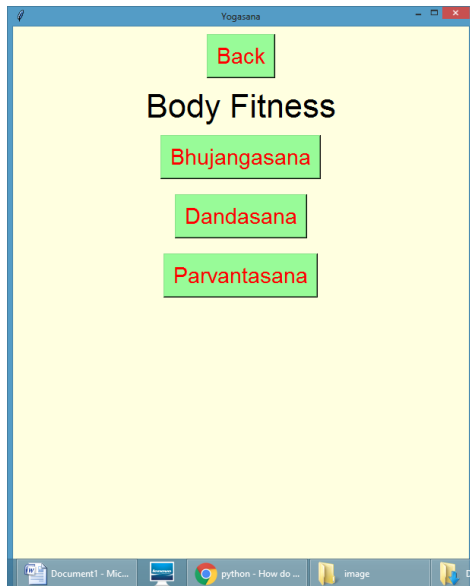 Yogasana
Back
Body Fitness
Bhujangasana
Dandasana
Parvantasana
Document1 - Mic...
python - How do ...
image